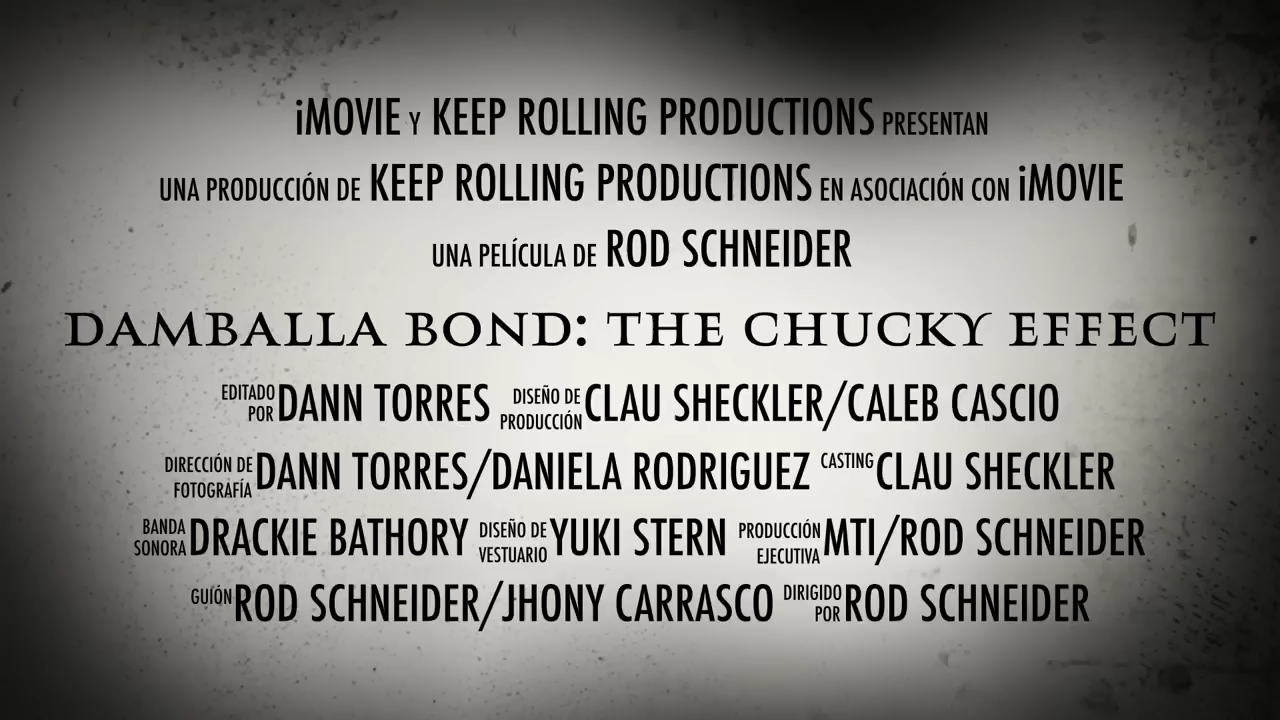 iMOVIE Y KEEP ROLLING PRODUCTIONS PRESENTAN
UNA PRODUCCIÓN DE KEEP ROLLING PRODUCTIONS EN ASOCIACIÓN CON iMOVIE
UNA PELÍCULA DE ROD SCHNEIDER
DAMBALLA BOND: THE CHUCKY EFFECT
EDITADO POR DANN TORRES DISEÑO DE PRODUCCIÓN CLAU SHECKLER/CALEB CASCIO
DIRECCIÓN DE FOTOGRAFÍA DANN TORRES/DANIELA RODRIGUEZ CASTING CLAU SHECKLER
BANDA SONORA DRACKIE BATHORY DISEÑO DE VESTUARIO YUKI STERN PRODUCCIÓN EJECUTIVA MTI/ROD SCHNEIDER
GUIÓN ROD SCHNEIDER/JHONY CARRASCO DIRIGIDO POR ROD SCHNEIDER